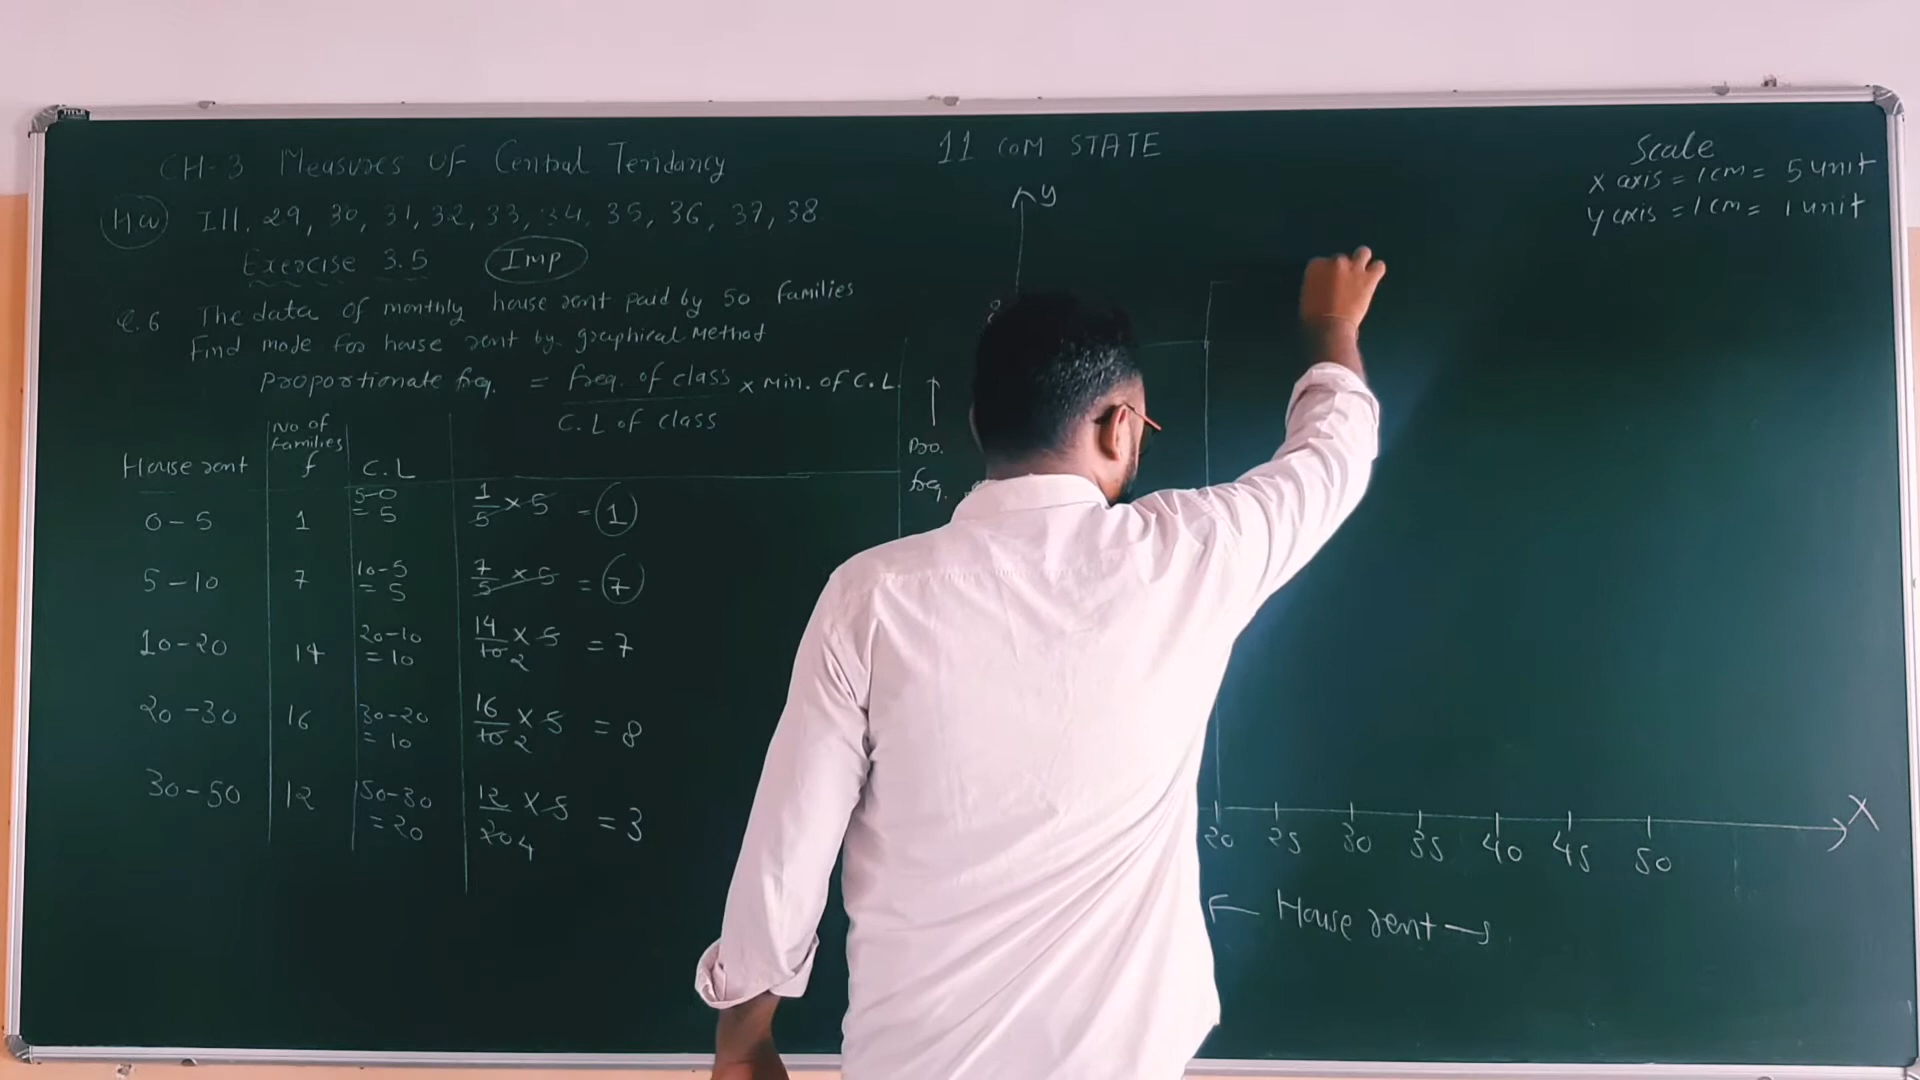 CH-3 Measures OF Central Tendancy
HW Ill. 29, 30, 31, 32, 33, 34, 35, 36, 37, 38
Exercise 3.5 Imp
Q.6 The data of monthly house rent paid by 50 families
Find mode for house rent by graphical Method
Proportionate freq. = freq. of class / C.L of class x Min. of C.L.
House rent
No of families f
C.L
0-5 1 5-0 = 5 1/5 × 5 = 1
5-10 7 10-5 = 5 7/5 × 5 = 7
10-20 14 20-10 = 10 14/10 2 × 5 = 7
20-30 16 30-20 = 10 16/10 2 × 5 = 8
30-50 12 50-30 = 20 12/20 4 × 5 = 3
11 COM STATE
Scale
X axis = 1 cm = 5 unit
y axis = 1 cm = 1 unit
y
8
Pro.
freq.
20 25 30 35 40 45 50
X
House rent